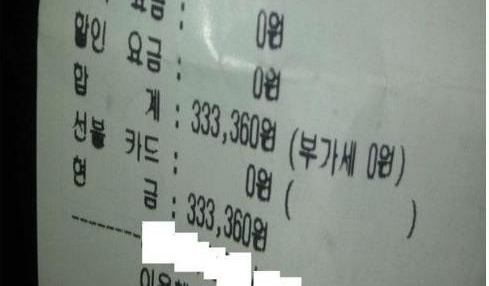 금 : 0원
할인 요금 : 0원
합 계 : 333,360원 (부가세 0원)
선불 카드 : 0원 ( )
현 금 : 333,360원